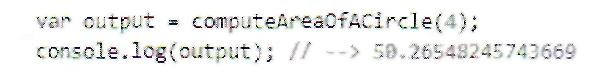 var output = computeAreaOfACircle(4);
console.log(output); // --> 50.26548245743669